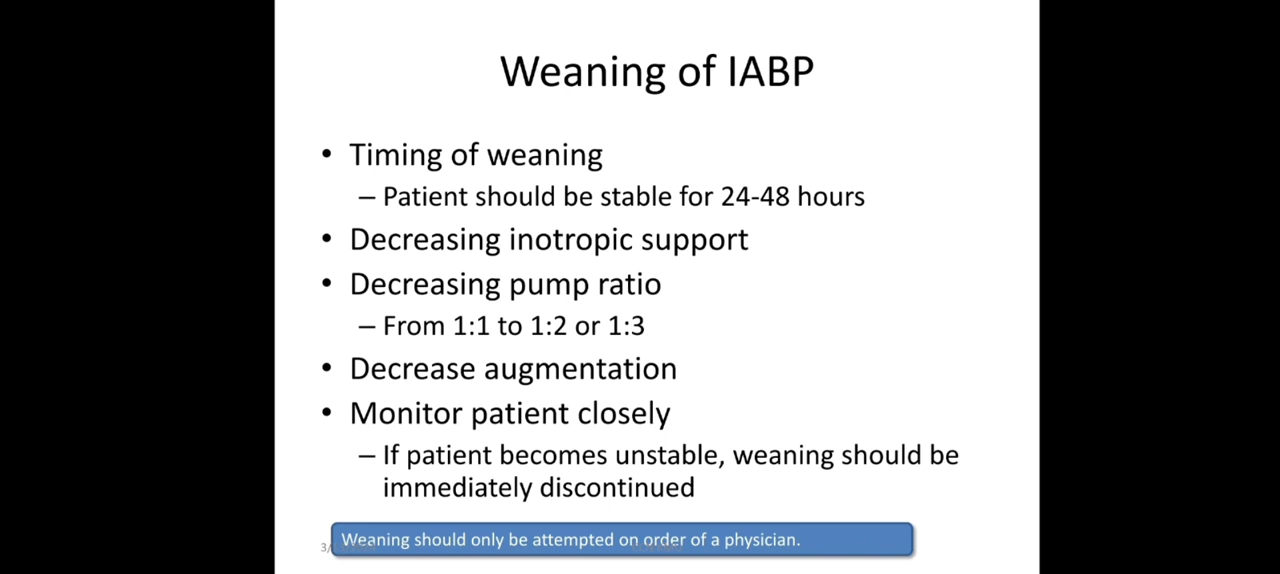 Weaning of IABP
• Timing of weaning
– Patient should be stable for 24-48 hours
• Decreasing inotropic support
• Decreasing pump ratio
– From 1:1 to 1:2 or 1:3
• Decrease augmentation
• Monitor patient closely
– If patient becomes unstable, weaning should be
immediately discontinued
Weaning should only be attempted on order of a physician.
3/